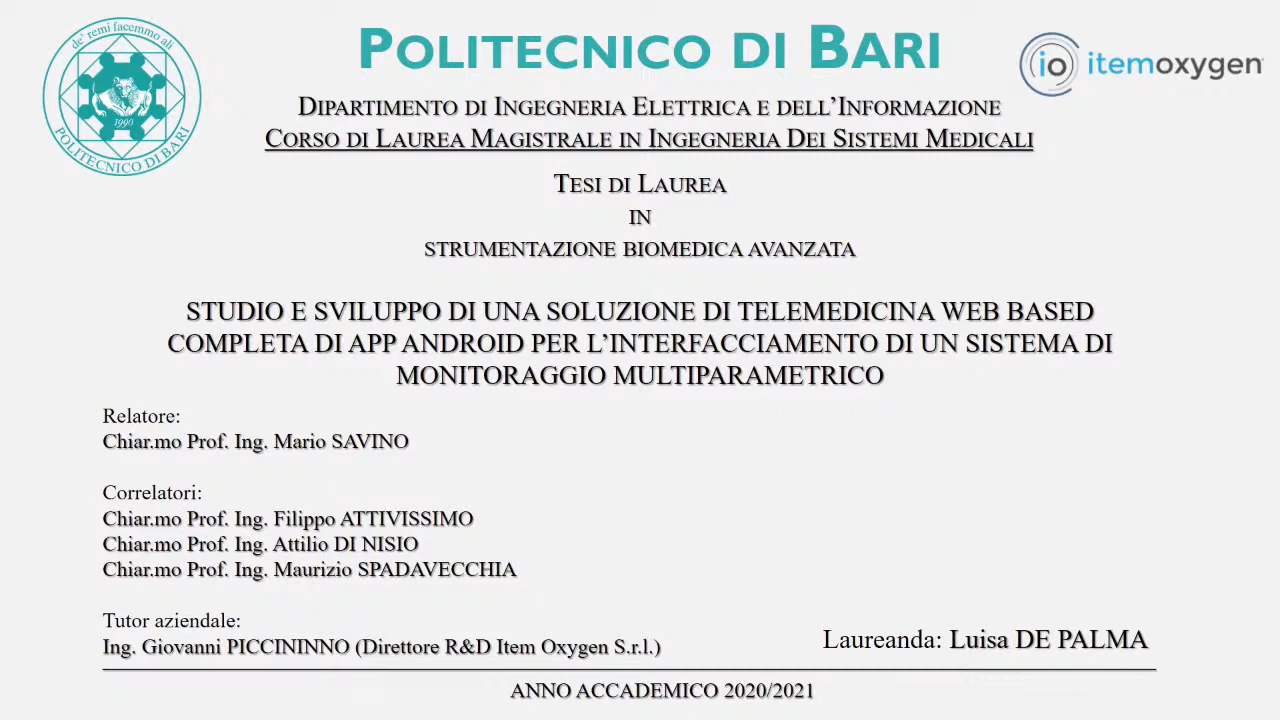 de' remi facemmo ali
1990
POLITECNICO DI BARI
POLITECNICO DI BARI
io itemoxygen
DIPARTIMENTO DI INGEGNERIA ELETTRICA E DELL’INFORMAZIONE
CORSO DI LAUREA MAGISTRALE IN INGEGNERIA DEI SISTEMI MEDICALI
TESI DI LAUREA
IN
STRUMENTAZIONE BIOMEDICA AVANZATA
STUDIO E SVILUPPO DI UNA SOLUZIONE DI TELEMEDICINA WEB BASED
COMPLETA DI APP ANDROID PER L’INTERFACCIAMENTO DI UN SISTEMA DI
MONITORAGGIO MULTIPARAMETRICO
Relatore:
Chiar.mo Prof. Ing. Mario SAVINO
Correlatori:
Chiar.mo Prof. Ing. Filippo ATTIVISSIMO
Chiar.mo Prof. Ing. Attilio DI NISIO
Chiar.mo Prof. Ing. Maurizio SPADAVECCHIA
Tutor aziendale:
Ing. Giovanni PICCININNO (Direttore R&D Item Oxygen S.r.l.)
Laureanda: Luisa DE PALMA
ANNO ACCADEMICO 2020/2021